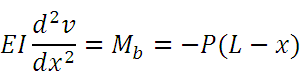 EI d²v/dx² = M_b = −P(L − x)